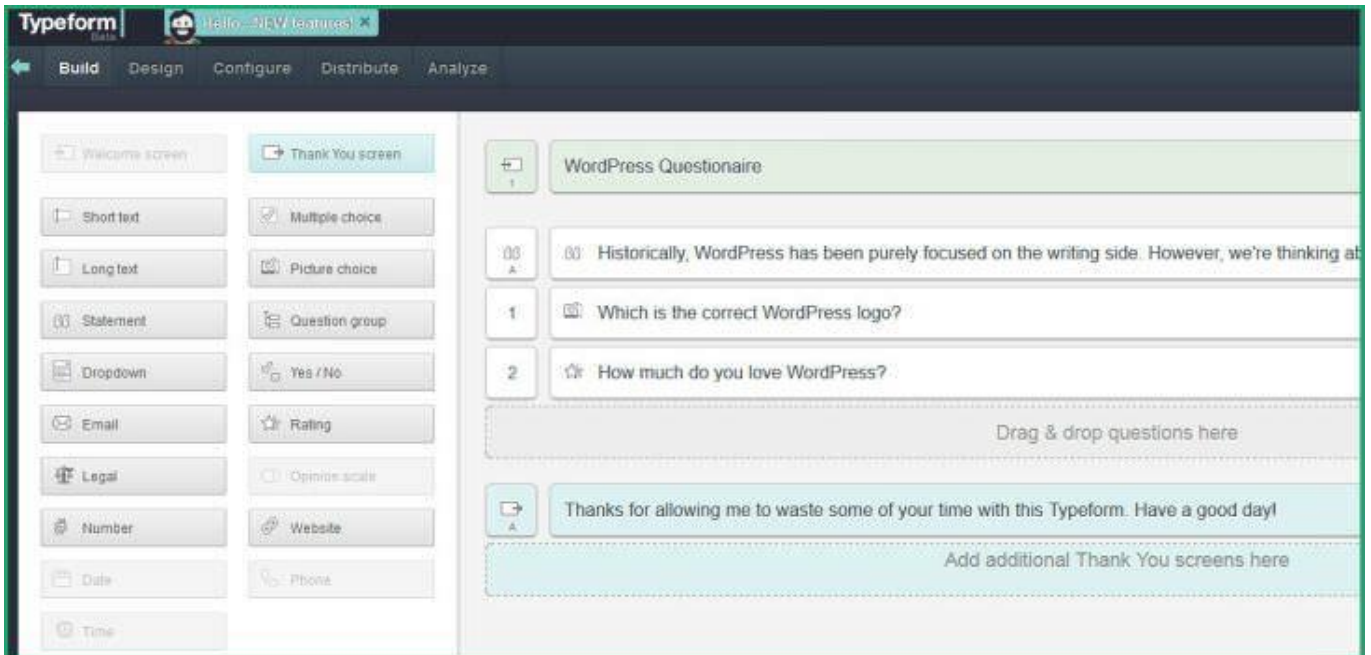 Typeform
Beta
Hello...NEW features! ×
Build Design Configure Distribute Analyze
Welcome screen
Thank You screen
Short text
Multiple choice
Long text
Picture choice
Statement
Question group
Dropdown
Yes / No
Email
Rating
Legal
Opinion scale
Number
Website
Date
Phone
Time
1
WordPress Questionaire
A
Historically, WordPress has been purely focused on the writing side. However, we're thinking at
1
Which is the correct WordPress logo?
2
How much do you love WordPress?
Drag & drop questions here
A
Thanks for allowing me to waste some of your time with this Typeform. Have a good day!
Add additional Thank You screens here